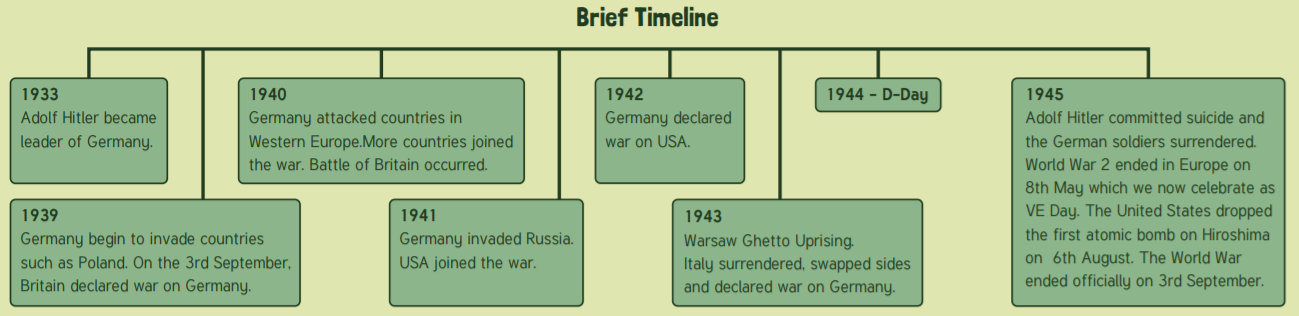 Brief Timeline
1933
Adolf Hitler became
leader of Germany.
1939
Germany begin to invade countries
such as Poland. On the 3rd September,
Britain declared war on Germany.
1940
Germany attacked countries in
Western Europe.More countries joined
the war. Battle of Britain occurred.
1941
Germany invaded Russia.
USA joined the war.
1942
Germany declared
war on USA.
1943
Warsaw Ghetto Uprising.
Italy surrendered, swapped sides
and declared war on Germany.
1944 - D-Day
1945
Adolf Hitler committed suicide and
the German soldiers surrendered.
World War 2 ended in Europe on
8th May which we now celebrate as
VE Day. The United States dropped
the first atomic bomb on Hiroshima
on 6th August. The World War
ended officially on 3rd September.